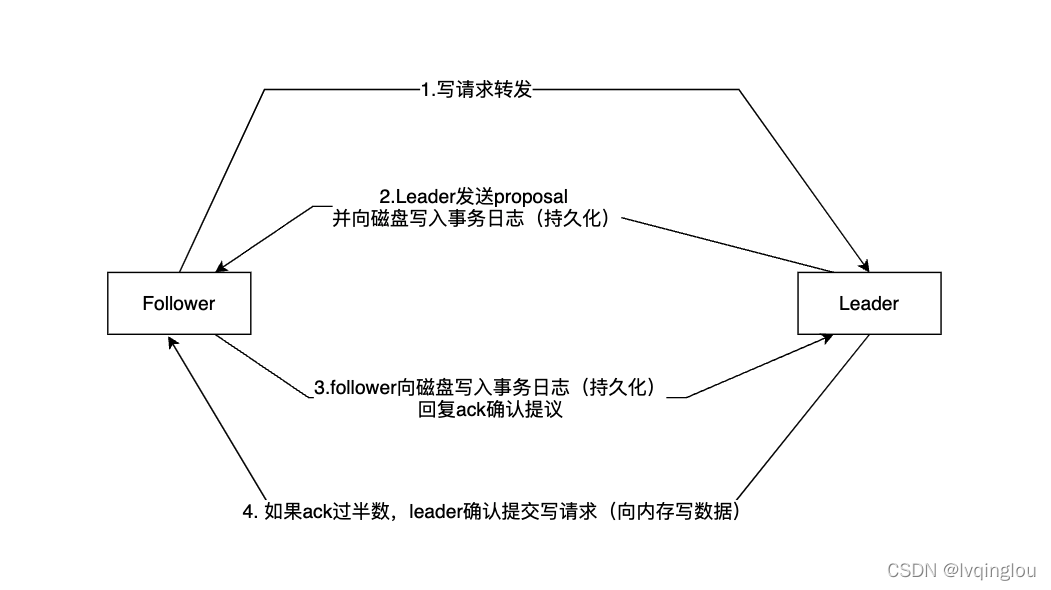 1.写请求转发
2.Leader发送proposal
并向磁盘写入事务日志（持久化）
Follower
Leader
3.follower向磁盘写入事务日志（持久化）
回复ack确认提议
4. 如果ack过半数，leader确认提交写请求（向内存写数据）
CSDN @lvqinglou